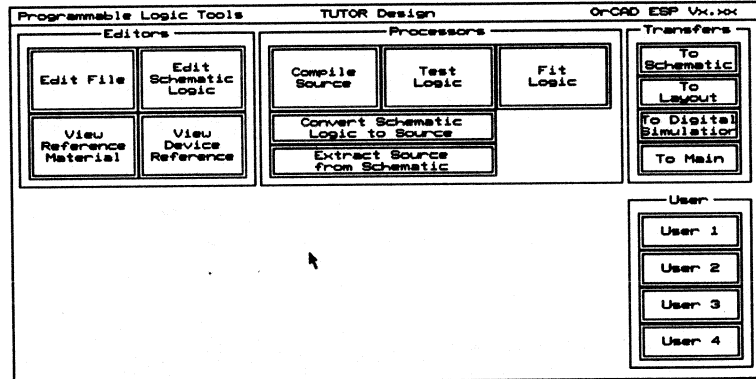 Programmable Logic Tools TUTOR Design OrCAD ESP Vx.xx
Editors
Edit File
Edit
Schematic
Logic
View
Reference
Material
View
Device
Reference
Processors
Compile
Source
Test
Logic
Fit
Logic
Convert Schematic
Logic to Source
Extract Source
from Schematic
Transfers
To
Schematic
To
Layout
To Digital
Simulation
To Main
User
User 1
User 2
User 3
User 4